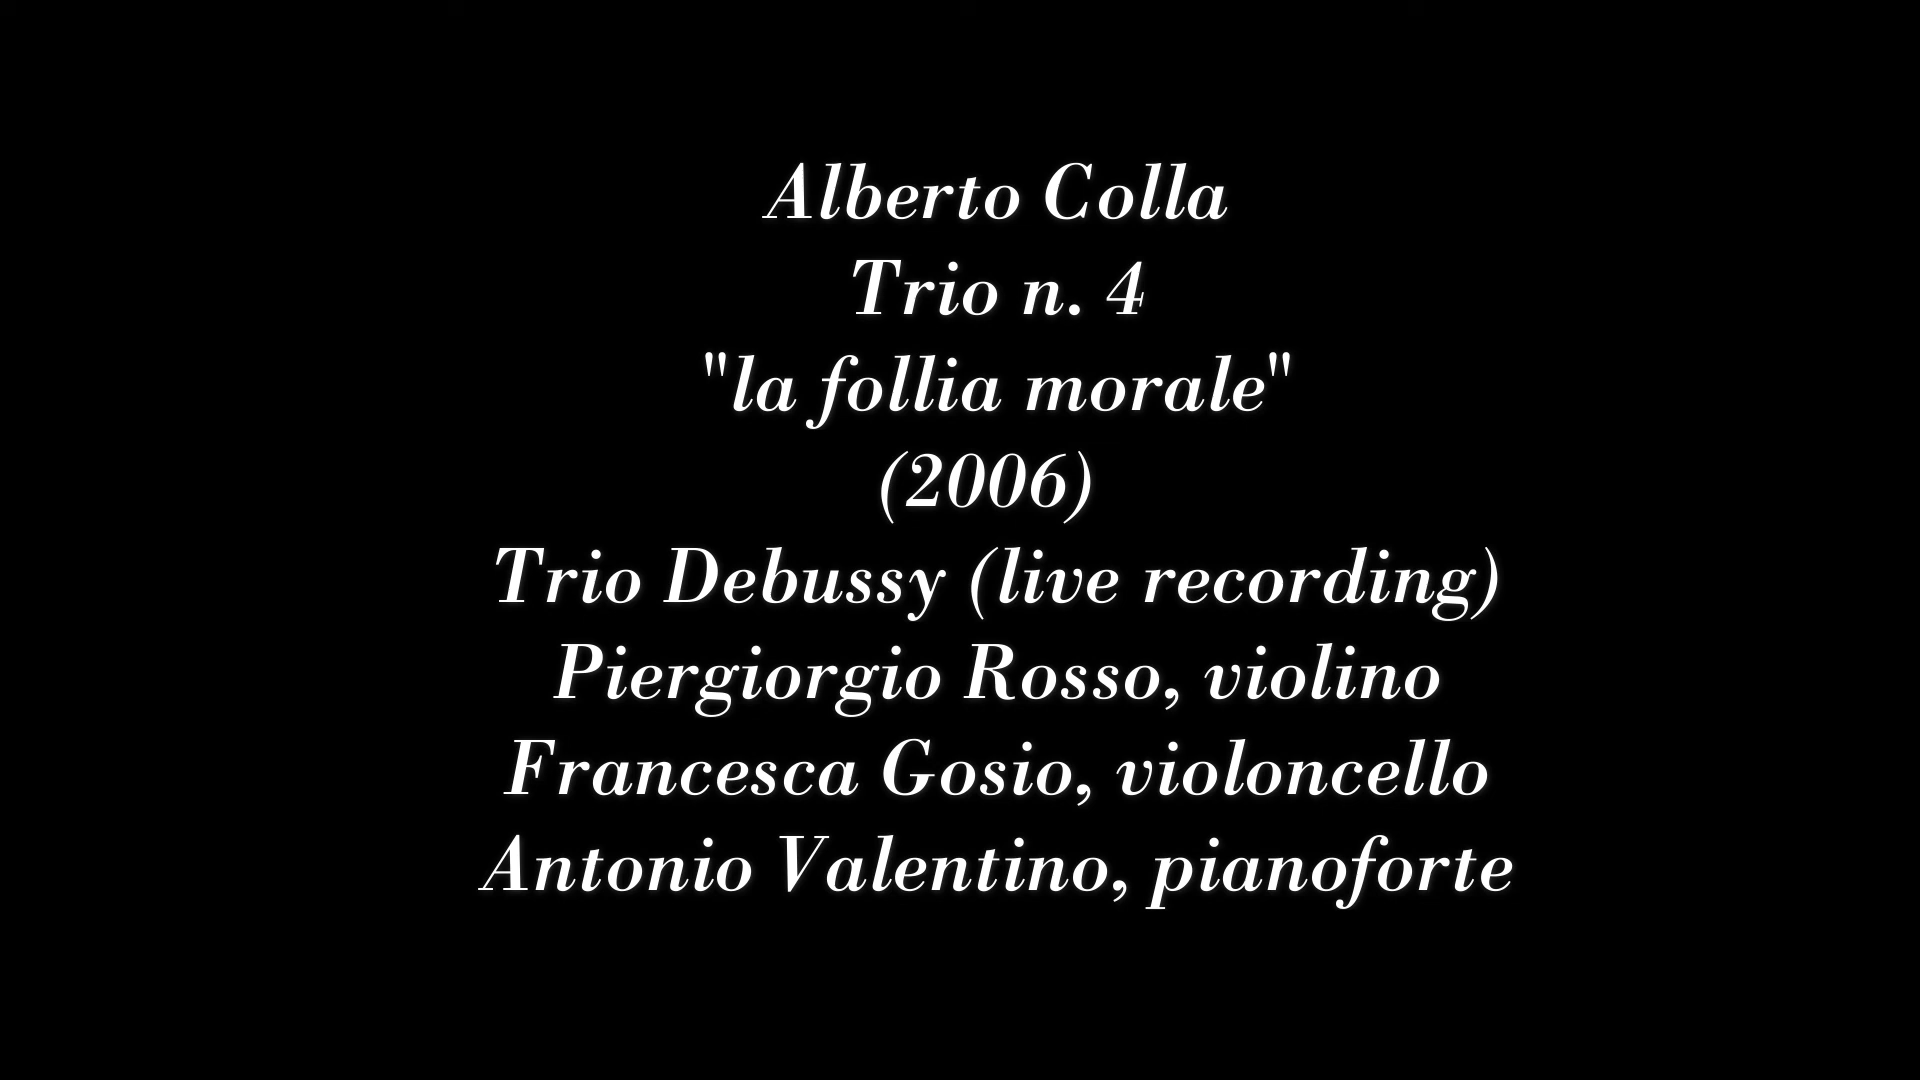 Alberto Colla
Trio n. 4
"la follia morale"
(2006)
Trio Debussy (live recording)
Piergiorgio Rosso, violino
Francesca Gosio, violoncello
Antonio Valentino, pianoforte